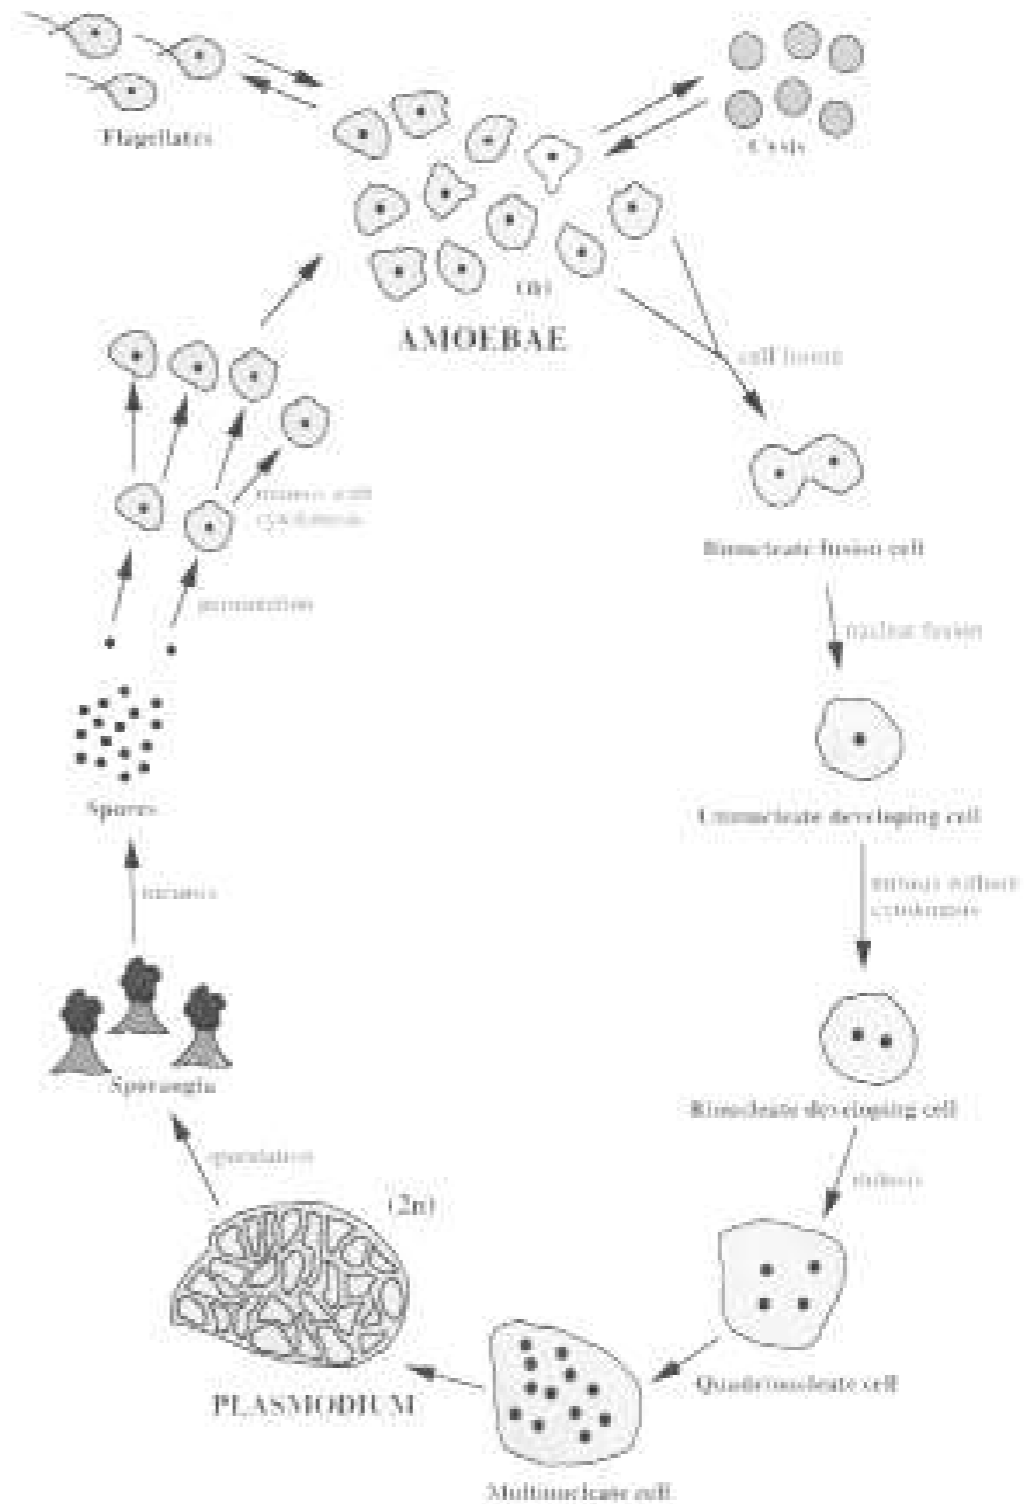 Flagellates
Cysts
(n)
AMOEBAE
cell fusion
Binucleate fusion cell
nuclear fusion
Uninucleate developing cell
mitosis without
cytokinesis
Binucleate developing cell
mitosis
Quadrinucleate cell
Multinucleate cell
PLASMODIUM
(2n)
sporulation
Sporangia
meiosis
Spores
germination
mitosis with
cytokinesis